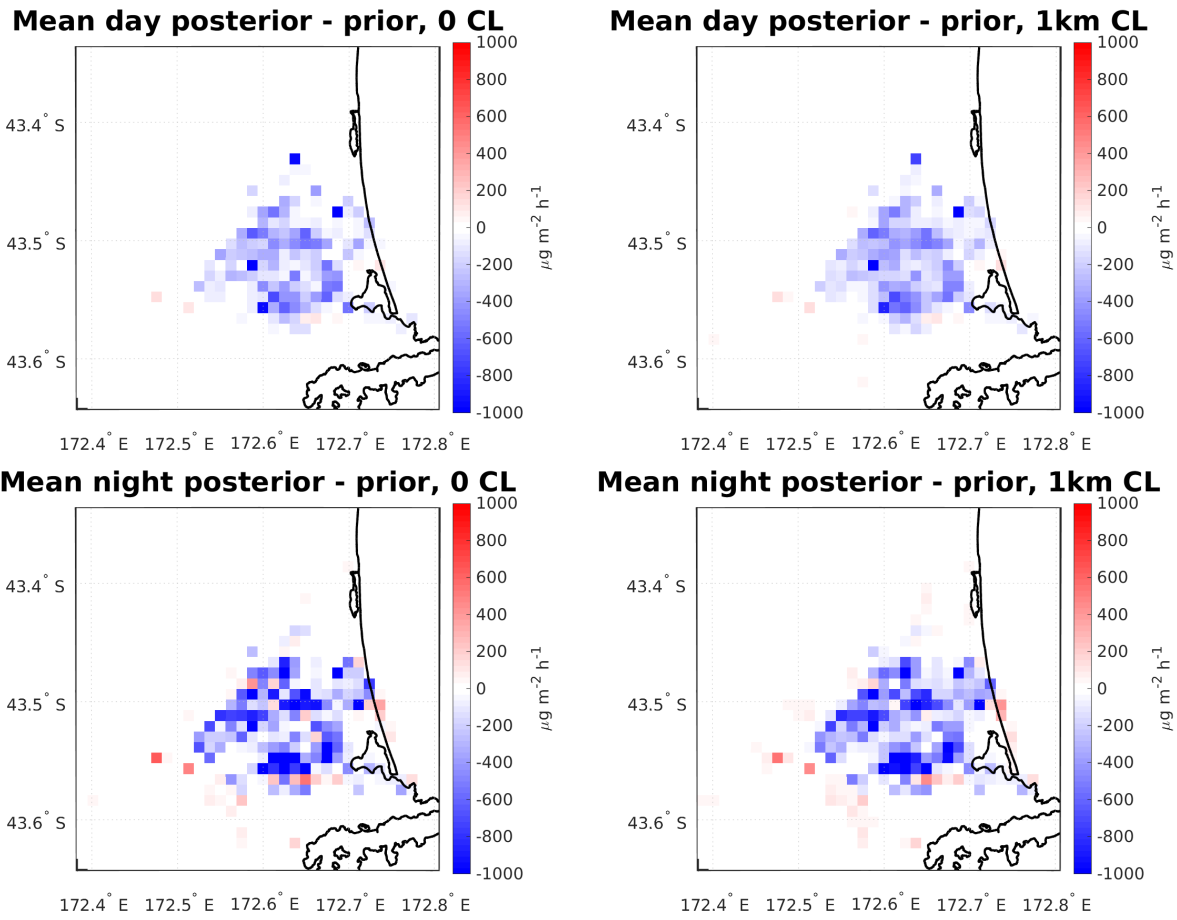 Mean day posterior - prior, 0 CL
1000
800
600
400
200
0
-200
-400
-600
-800
-1000
µg m-2 h-1
43.4° S
43.5° S
43.6° S
172.4° E 172.5° E 172.6° E 172.7° E 172.8° E
Mean day posterior - prior, 1km CL
1000
800
600
400
200
0
-200
-400
-600
-800
-1000
µg m-2 h-1
43.4° S
43.5° S
43.6° S
172.4° E 172.5° E 172.6° E 172.7° E 172.8° E
Mean night posterior - prior, 0 CL
1000
800
600
400
200
0
-200
-400
-600
-800
-1000
µg m-2 h-1
43.4° S
43.5° S
43.6° S
172.4° E 172.5° E 172.6° E 172.7° E 172.8° E
Mean night posterior - prior, 1km CL
1000
800
600
400
200
0
-200
-400
-600
-800
-1000
µg m-2 h-1
43.4° S
43.5° S
43.6° S
172.4° E 172.5° E 172.6° E 172.7° E 172.8° E